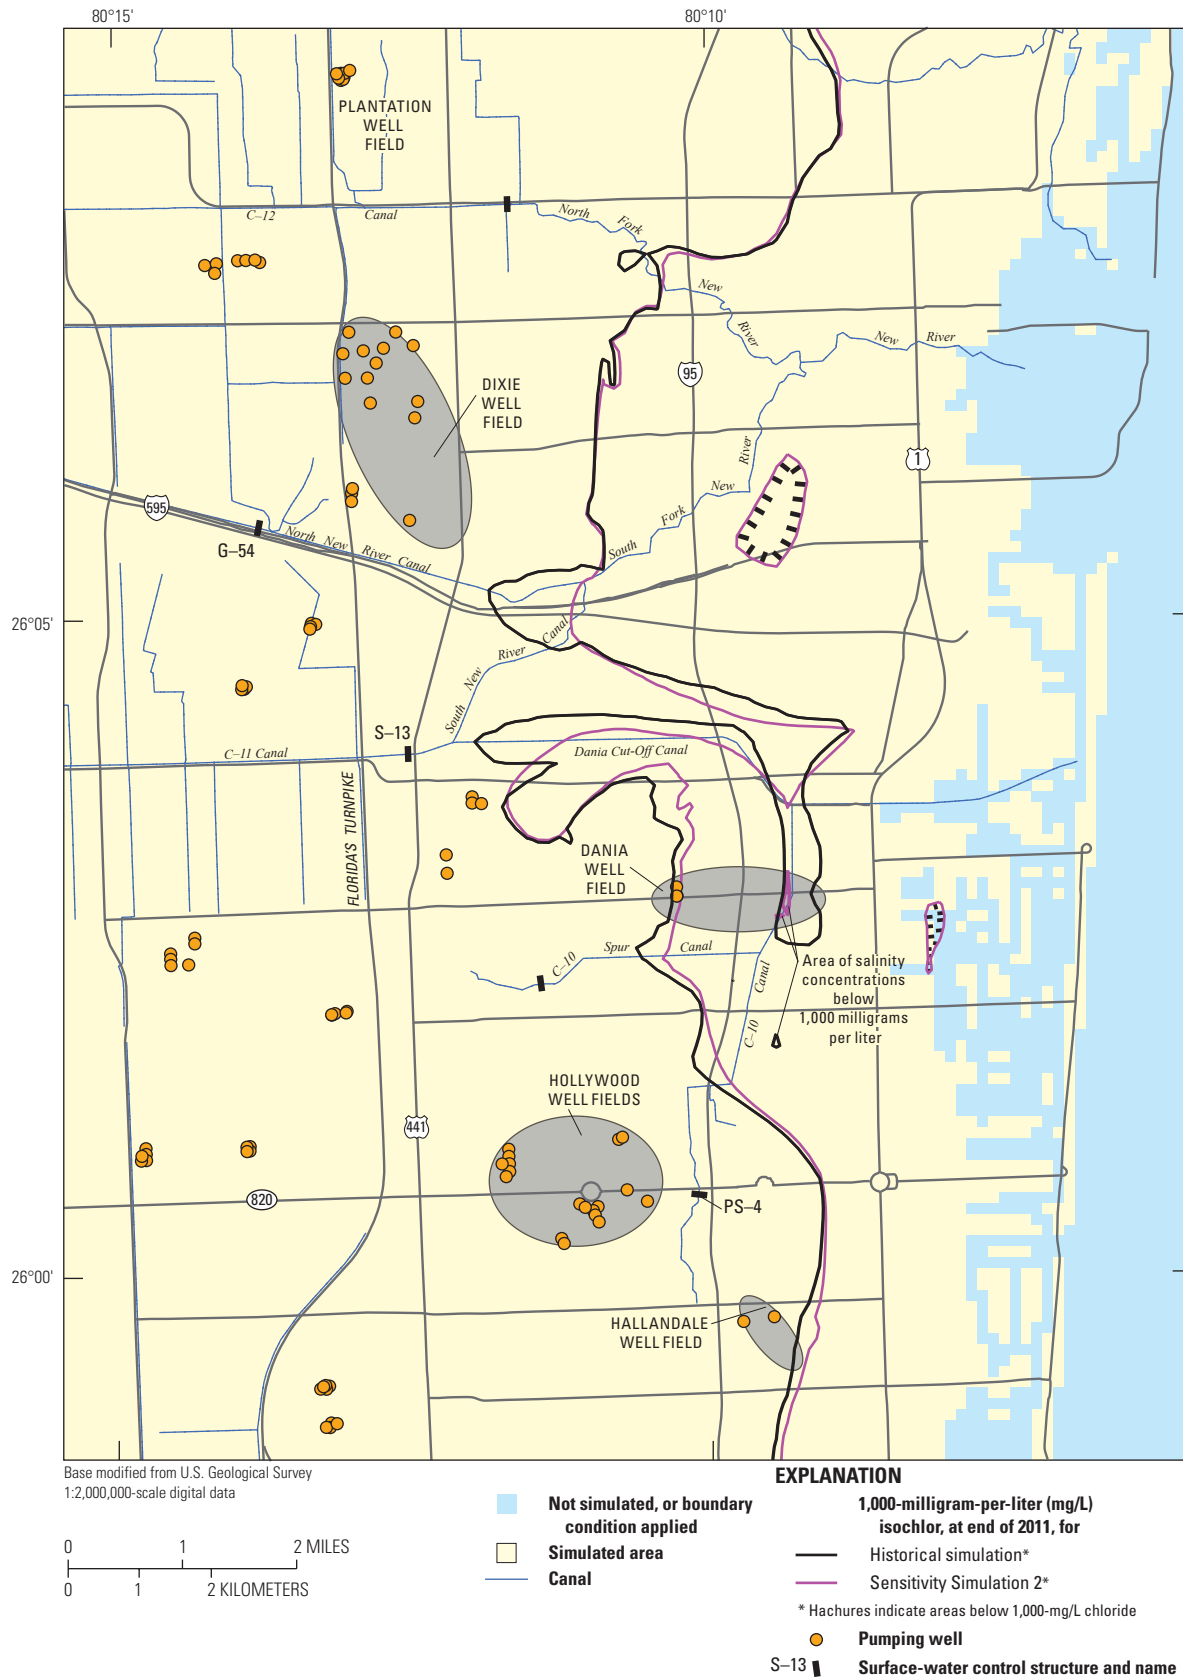 80°15'
80°10'
PLANTATION
WELL
FIELD
C–12
Canal
North
Fork
New
River
New
River
95
DIXIE
WELL
FIELD
1
River
New
Fork
South
595
G–54
North New River Canal
26°05'
Canal
River
New
South
S–13
C–11 Canal
Dania Cut-Off Canal
FLORIDA'S TURNPIKE
DANIA
WELL
FIELD
C–10
Spur
Canal
Canal
C–10
Area of salinity
concentrations
below
1,000 milligrams
per liter
HOLLYWOOD
WELL FIELDS
441
820
PS–4
26°00'
HALLANDALE
WELL FIELD
Base modified from U.S. Geological Survey
1:2,000,000-scale digital data
0 1 2 MILES
0 1 2 KILOMETERS
EXPLANATION
Not simulated, or boundary
condition applied
Simulated area
Canal
1,000-milligram-per-liter (mg/L)
isochlor, at end of 2011, for
Historical simulation*
Sensitivity Simulation 2*
* Hachures indicate areas below 1,000-mg/L chloride
Pumping well
S–13 Surface-water control structure and name